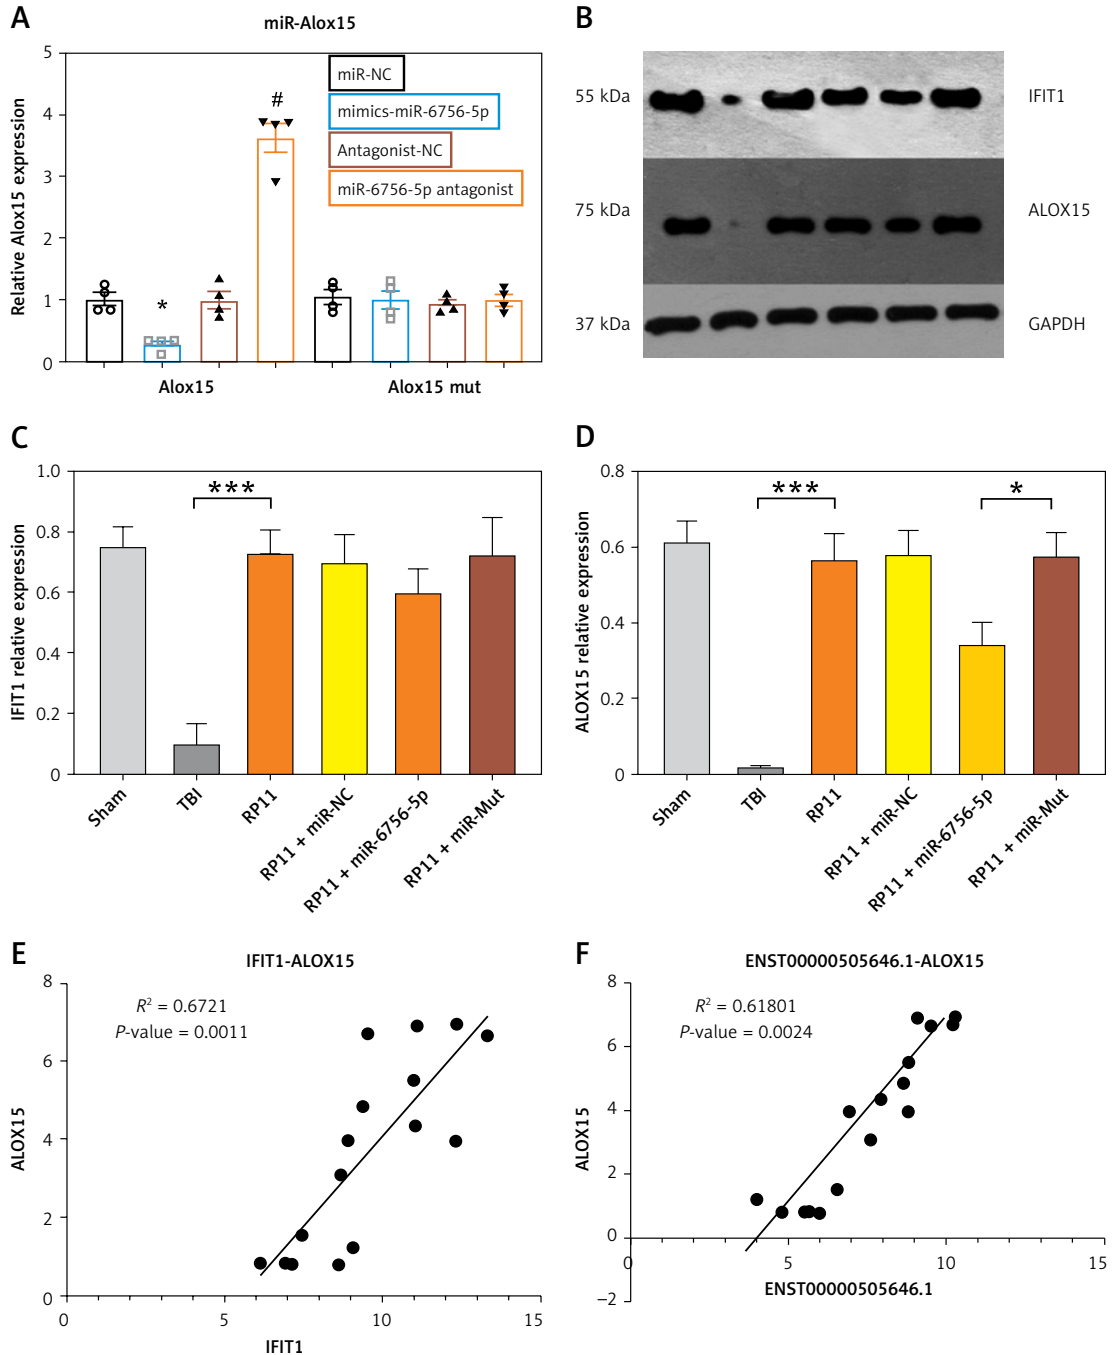 A
miR-Alox15
Relative Alox15 expression
5
4
3
2
1
0
miR-NC
mimics-miR-6756-5p
Antagonist-NC
miR-6756-5p antagonist
*
#
Alox15
Alox15 mut
B
55 kDa
IFIT1
75 kDa
ALOX15
37 kDa
GAPDH
C
IFIT1 relative expression
1.0
0.8
0.6
0.4
0.2
0
***
Sham
TBI
RP11
RP11 + miR-NC
RP11 + miR-6756-5p
RP11 + miR-Mut
D
ALOX15 relative expression
0.8
0.6
0.4
0.2
0
***
*
Sham
TBI
RP11
RP11 + miR-NC
RP11 + miR-6756-5p
RP11 + miR-Mut
E
IFIT1-ALOX15
R² = 0.6721
P-value = 0.0011
ALOX15
8
6
4
2
0
0 5 10 15
IFIT1
F
ENST00000505646.1-ALOX15
R² = 0.61801
P-value = 0.0024
ALOX15
8
6
4
2
0
−2
0 5 10 15
ENST00000505646.1